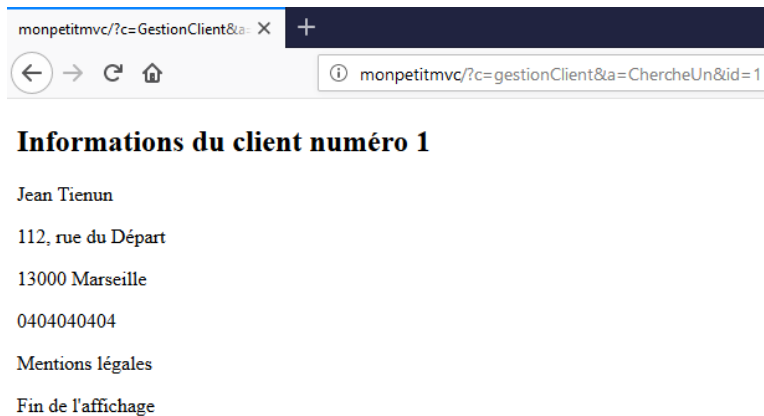 monpetitmvc/?c=GestionClient&a=
monpetitmvc/?c=gestionClient&a=ChercheUn&id=1
Informations du client numéro 1
Jean Tienun
112, rue du Départ
13000 Marseille
0404040404
Mentions légales
Fin de l'affichage